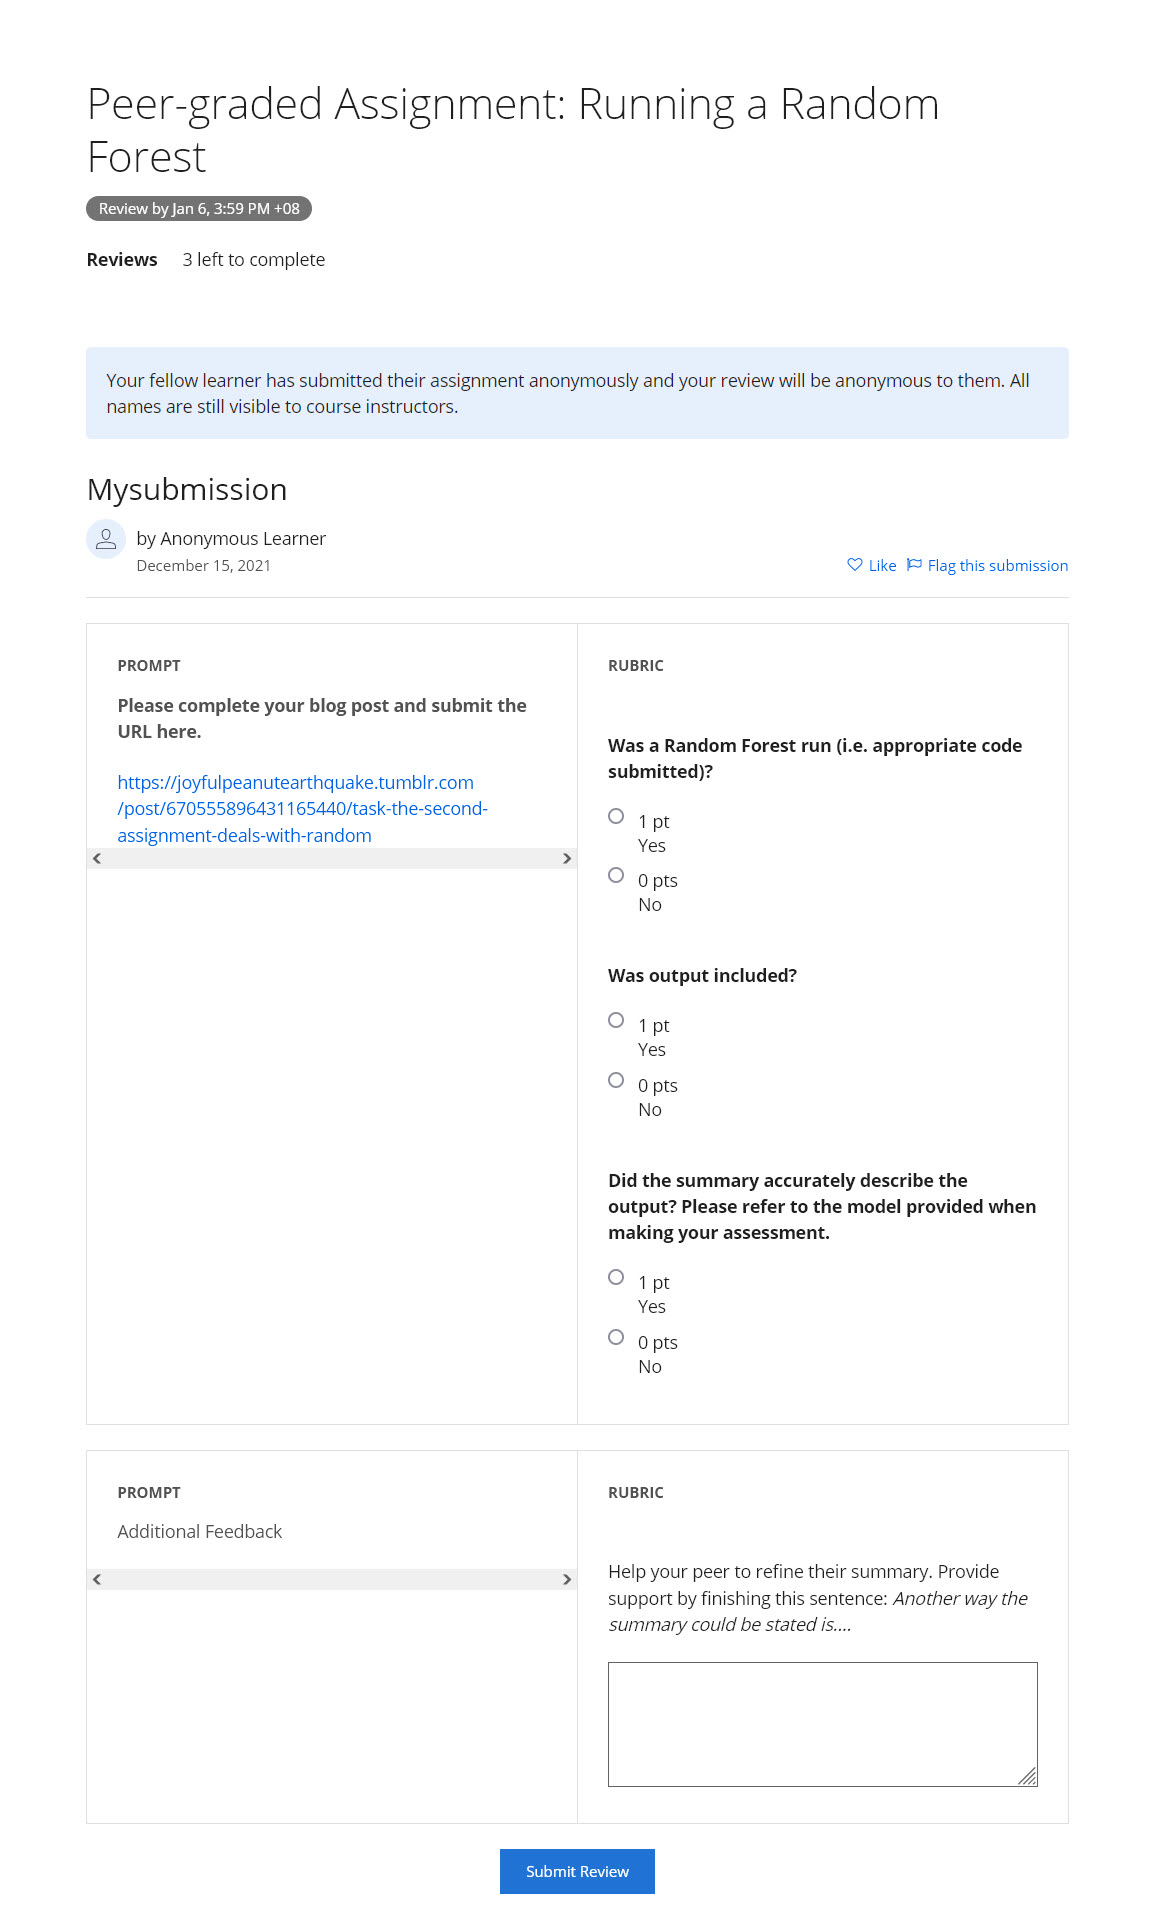 Peer-graded Assignment: Running a Random
Forest
Review by Jan 6, 3:59 PM +08
Reviews 3 left to complete
Your fellow learner has submitted their assignment anonymously and your review will be anonymous to them. All
names are still visible to course instructors.
Mysubmission
by Anonymous Learner
December 15, 2021
Like Flag this submission
PROMPT
Please complete your blog post and submit the
URL here.
https://joyfulpeanutearthquake.tumblr.com
/post/670555896431165440/task-the-second-
assignment-deals-with-random
RUBRIC
Was a Random Forest run (i.e. appropriate code
submitted)?
1 pt
Yes
0 pts
No
Was output included?
1 pt
Yes
0 pts
No
Did the summary accurately describe the
output? Please refer to the model provided when
making your assessment.
1 pt
Yes
0 pts
No
PROMPT
Additional Feedback
RUBRIC
Help your peer to refine their summary. Provide
support by finishing this sentence: Another way the
summary could be stated is....
Submit Review